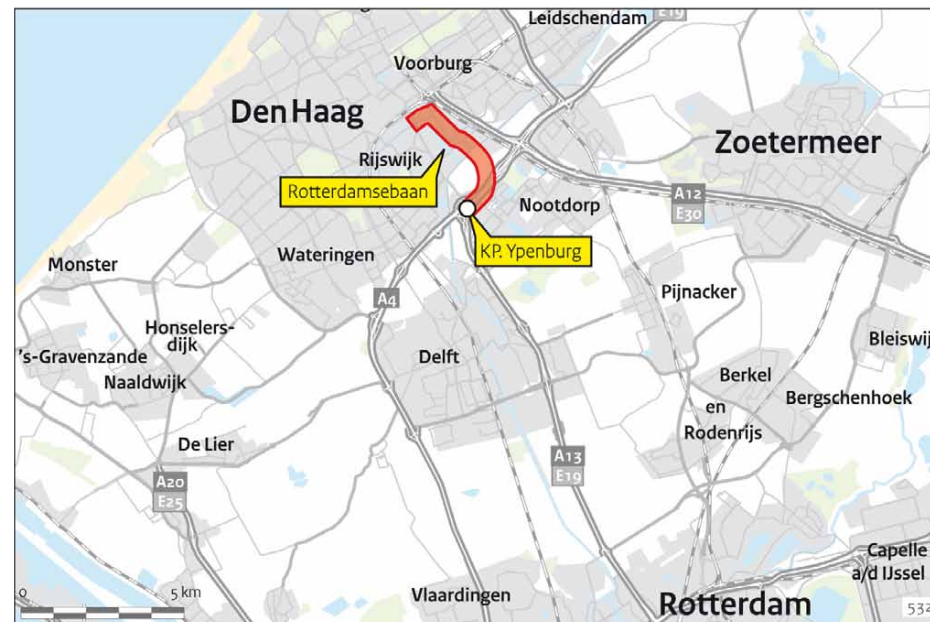 Leidschendam
E19
Voorburg
Den Haag
Zoetermeer
Rijswijk
Rotterdamsebaan
A12
E30
Nootdorp
KP. Ypenburg
Wateringen
Monster
A4
Pijnacker
Honselers-
dijk
's-Gravenzande
Naaldwijk
Delft
Bleiswij
Berkel
en
Rodenrijs
Bergschenhoek
De Lier
A13
E19
A20
E25
Capelle
a/d IJssel
0
5 km
Vlaardingen
Rotterdam
532